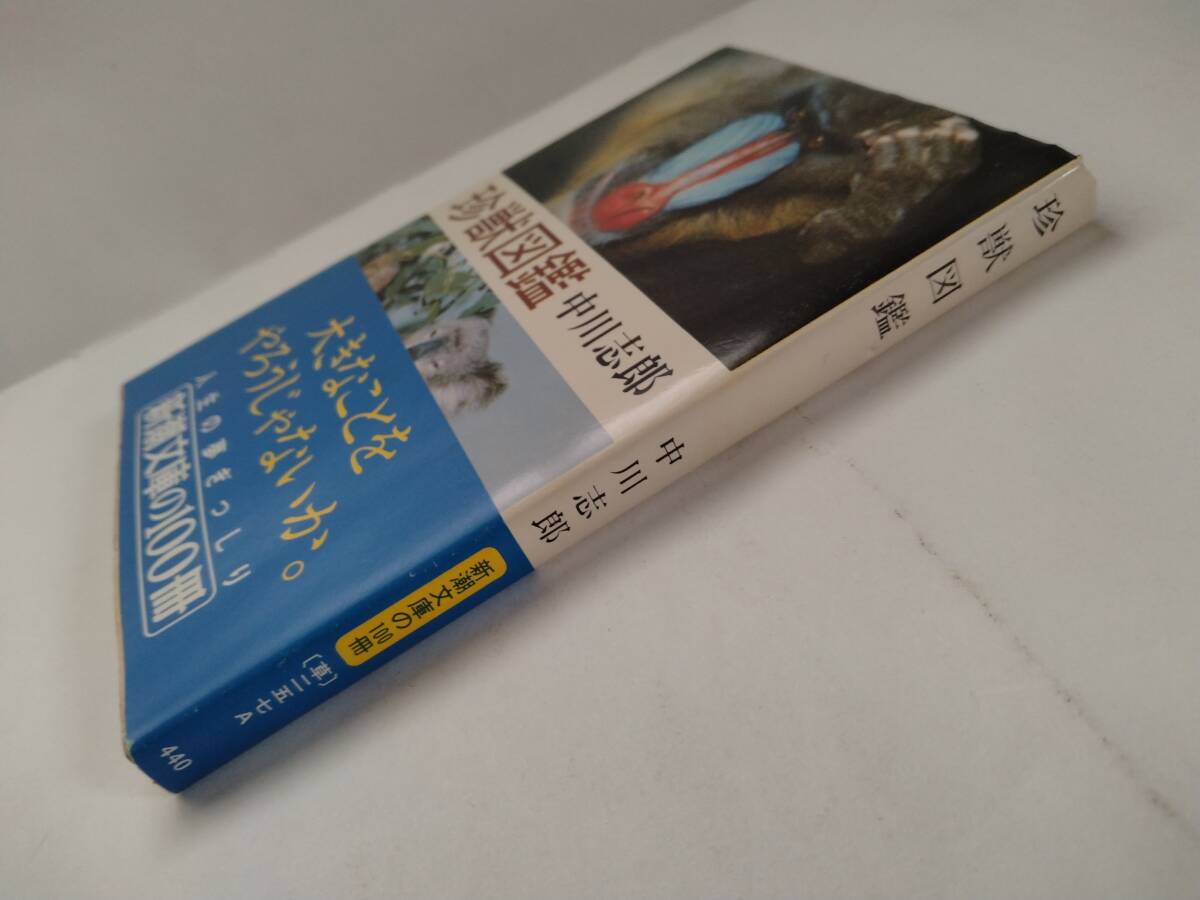 珍獣図鑑
中川志郎
大きなことを
やろうじゃないか。
人生の夢ぎっしり
新潮文庫の100冊
珍獣図鑑
中川志郎
新潮文庫の100冊
〔草〕二五七A
440